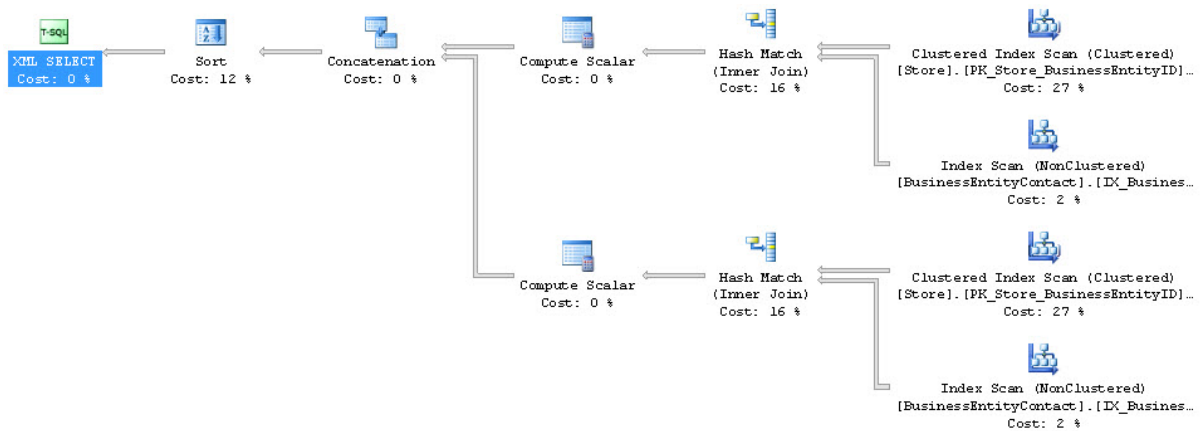 T-SQL
XML SELECT
Cost: 0 %
Sort
Cost: 12 %
Concatenation
Cost: 0 %
Compute Scalar
Cost: 0 %
Hash Match
(Inner Join)
Cost: 16 %
Clustered Index Scan (Clustered)
[Store].[PK_Store_BusinessEntityID]…
Cost: 27 %
Index Scan (NonClustered)
[BusinessEntityContact].[IX_Busines…
Cost: 2 %
Compute Scalar
Cost: 0 %
Hash Match
(Inner Join)
Cost: 16 %
Clustered Index Scan (Clustered)
[Store].[PK_Store_BusinessEntityID]…
Cost: 27 %
Index Scan (NonClustered)
[BusinessEntityContact].[IX_Busines…
Cost: 2 %